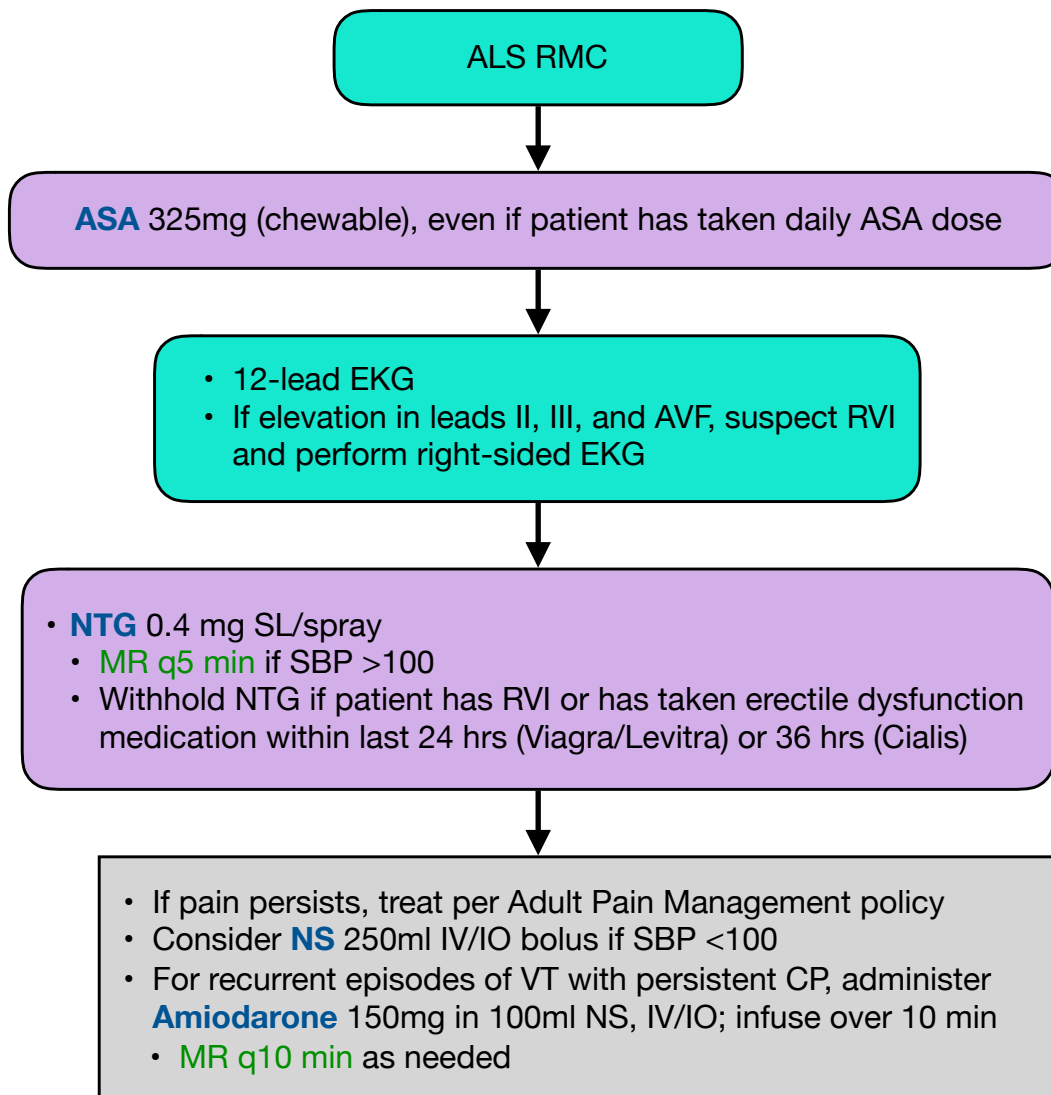 ALS RMC
ASA 325mg (chewable), even if patient has taken daily ASA dose
• 12-lead EKG
• If elevation in leads II, III, and AVF, suspect RVI
and perform right-sided EKG
• NTG 0.4 mg SL/spray
• MR q5 min if SBP >100
• Withhold NTG if patient has RVI or has taken erectile dysfunction
medication within last 24 hrs (Viagra/Levitra) or 36 hrs (Cialis)
• If pain persists, treat per Adult Pain Management policy
• Consider NS 250ml IV/IO bolus if SBP <100
• For recurrent episodes of VT with persistent CP, administer
Amiodarone 150mg in 100ml NS, IV/IO; infuse over 10 min
• MR q10 min as needed